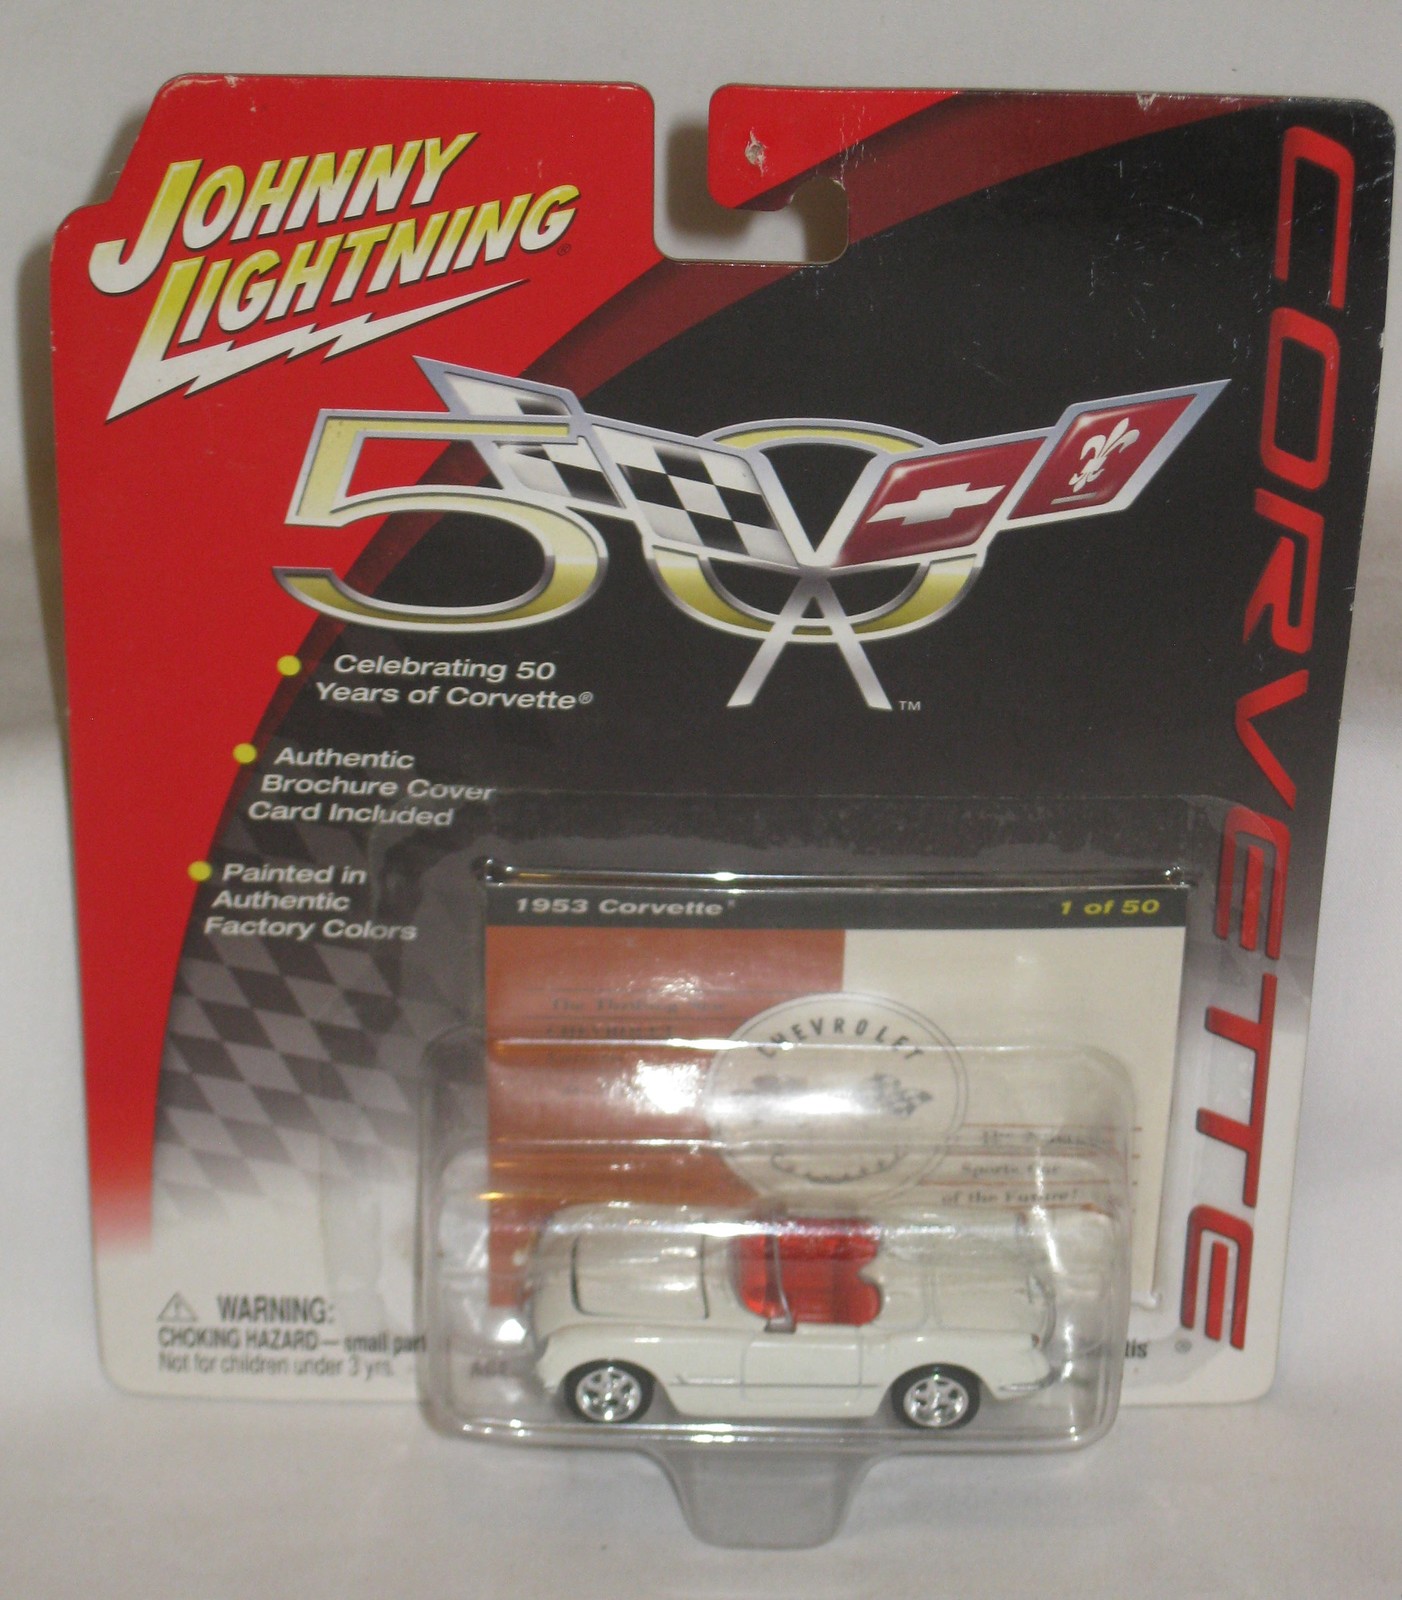 JOHNNY
LIGHTNING®
50
TM
CORVETTE
Celebrating 50
Years of Corvette®
Authentic
Brochure Cover
Card Included
Painted in
Authentic
Factory Colors
1953 Corvette® 1 of 50
CHEVROLET
CHEVROLET
Sports Car
of the Future!
WARNING:
CHOKING HAZARD — small part
Not for children under 3 yrs.
®